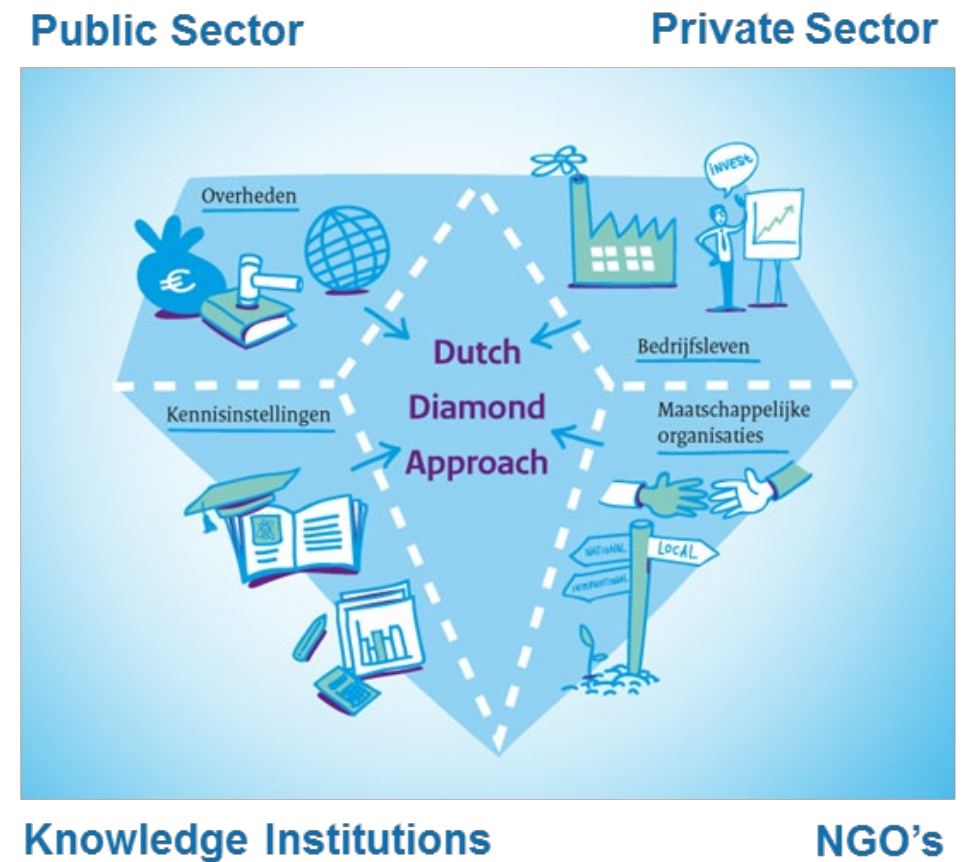 Public Sector
Private Sector
Overheden
INVEST
€
Dutch
Diamond
Approach
Bedrijfsleven
Kennisinstellingen
Maatschappelijke
organisaties
NATIONAL
LOCAL
INTERNATIONAL
Knowledge Institutions
NGO's